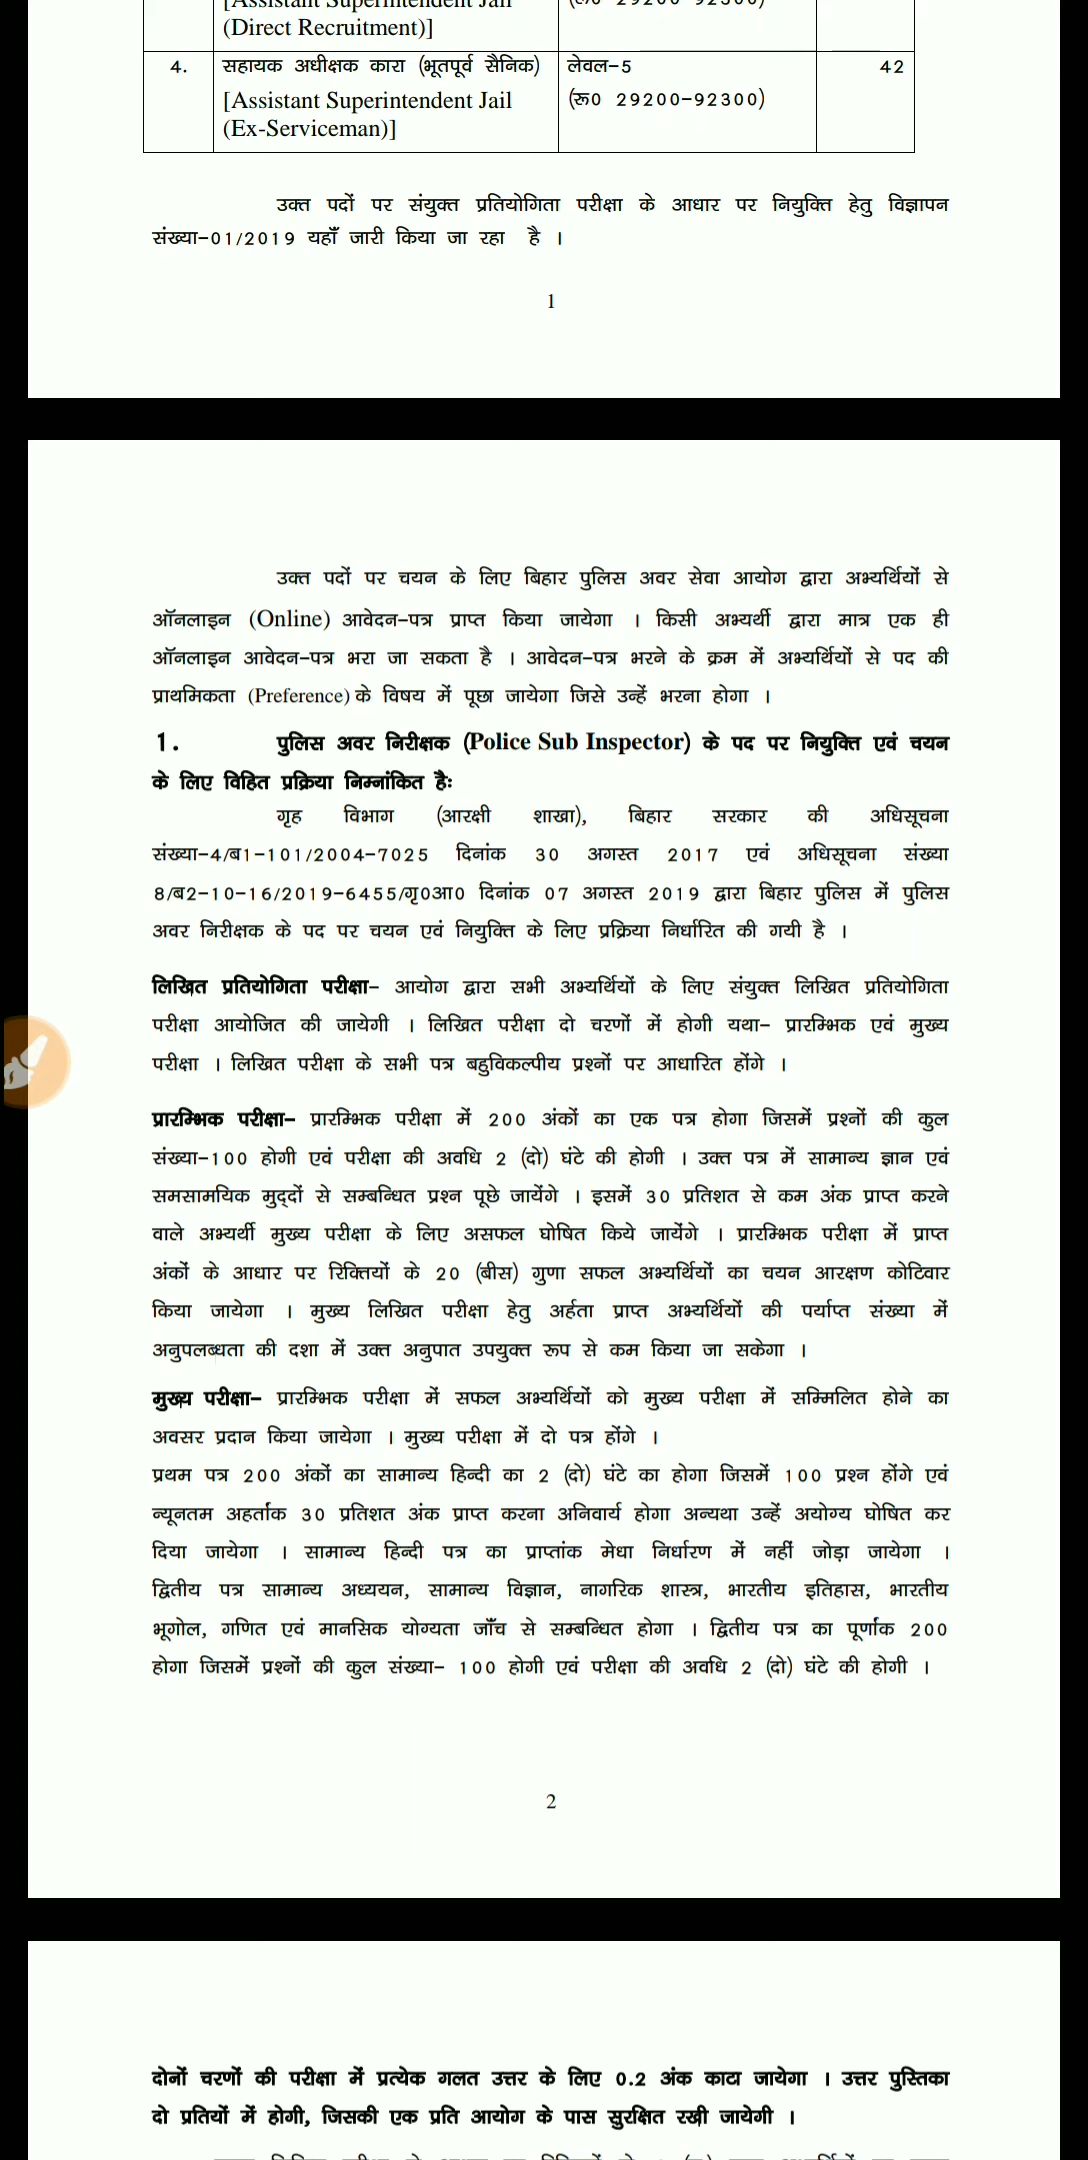 [Assistant Superintendent Jail
(Direct Recruitment)]
(रू0 29200-92300)
4. सहायक अधीक्षक कारा (भूतपूर्व सैनिक) लेवल-5 42
[Assistant Superintendent Jail (रू0 29200-92300)
(Ex-Serviceman)]
उक्त पदों पर संयुक्त प्रतियोगिता परीक्षा के आधार पर नियुक्ति हेतु विज्ञापन
संख्या-01/2019 यहाँ जारी किया जा रहा है ।
1
उक्त पदों पर चयन के लिए बिहार पुलिस अवर सेवा आयोग द्वारा अभ्यर्थियों से
ऑनलाइन (Online) आवेदन-पत्र प्राप्त किया जायेगा । किसी अभ्यर्थी द्वारा मात्र एक ही
ऑनलाइन आवेदन-पत्र भरा जा सकता है । आवेदन-पत्र भरने के क्रम में अभ्यर्थियों से पद की
प्राथमिकता (Preference) के विषय में पूछा जायेगा जिसे उन्हें भरना होगा ।
1. पुलिस अवर निरीक्षक (Police Sub Inspector) के पद पर नियुक्ति एवं चयन
के लिए विहित प्रक्रिया निम्नांकित हैः
गृह विभाग (आरक्षी शाखा), बिहार सरकार की अधिसूचना
संख्या-4/ब1-101/2004-7025 दिनांक 30 अगस्त 2017 एवं अधिसूचना संख्या
8/ब2-10-16/2019-6455/गृ0आ0 दिनांक 07 अगस्त 2019 द्वारा बिहार पुलिस में पुलिस
अवर निरीक्षक के पद पर चयन एवं नियुक्ति के लिए प्रक्रिया निर्धारित की गयी है ।
लिखित प्रतियोगिता परीक्षा- आयोग द्वारा सभी अभ्यर्थियों के लिए संयुक्त लिखित प्रतियोगिता
परीक्षा आयोजित की जायेगी । लिखित परीक्षा दो चरणों में होगी यथा- प्रारम्भिक एवं मुख्य
परीक्षा । लिखित परीक्षा के सभी पत्र बहुविकल्पीय प्रश्नों पर आधारित होंगे ।
प्रारम्भिक परीक्षा- प्रारम्भिक परीक्षा में 200 अंकों का एक पत्र होगा जिसमें प्रश्नों की कुल
संख्या-100 होगी एवं परीक्षा की अवधि 2 (दो) घंटे की होगी । उक्त पत्र में सामान्य ज्ञान एवं
समसामयिक मुद्दों से सम्बन्धित प्रश्न पूछे जायेंगे । इसमें 30 प्रतिशत से कम अंक प्राप्त करने
वाले अभ्यर्थी मुख्य परीक्षा के लिए असफल घोषित किये जायेंगे । प्रारम्भिक परीक्षा में प्राप्त
अंकों के आधार पर रिक्तियों के 20 (बीस) गुणा सफल अभ्यर्थियों का चयन आरक्षण कोटिवार
किया जायेगा । मुख्य लिखित परीक्षा हेतु अर्हता प्राप्त अभ्यर्थियों की पर्याप्त संख्या में
अनुपलब्धता की दशा में उक्त अनुपात उपयुक्त रूप से कम किया जा सकेगा ।
मुख्य परीक्षा- प्रारम्भिक परीक्षा में सफल अभ्यर्थियों को मुख्य परीक्षा में सम्मिलित होने का
अवसर प्रदान किया जायेगा । मुख्य परीक्षा में दो पत्र होंगे ।
प्रथम पत्र 200 अंकों का सामान्य हिन्दी का 2 (दो) घंटे का होगा जिसमें 100 प्रश्न होंगे एवं
न्यूनतम अहर्तांक 30 प्रतिशत अंक प्राप्त करना अनिवार्य होगा अन्यथा उन्हें अयोग्य घोषित कर
दिया जायेगा । सामान्य हिन्दी पत्र का प्राप्तांक मेधा निर्धारण में नहीं जोड़ा जायेगा ।
द्वितीय पत्र सामान्य अध्ययन, सामान्य विज्ञान, नागरिक शास्त्र, भारतीय इतिहास, भारतीय
भूगोल, गणित एवं मानसिक योग्यता जाँच से सम्बन्धित होगा । द्वितीय पत्र का पूर्णांक 200
होगा जिसमें प्रश्नों की कुल संख्या- 100 होगी एवं परीक्षा की अवधि 2 (दो) घंटे की होगी ।
2
दोनों चरणों की परीक्षा में प्रत्येक गलत उत्तर के लिए 0.2 अंक काटा जायेगा । उत्तर पुस्तिका
दो प्रतियों में होगी, जिसकी एक प्रति आयोग के पास सुरक्षित रखी जायेगी ।